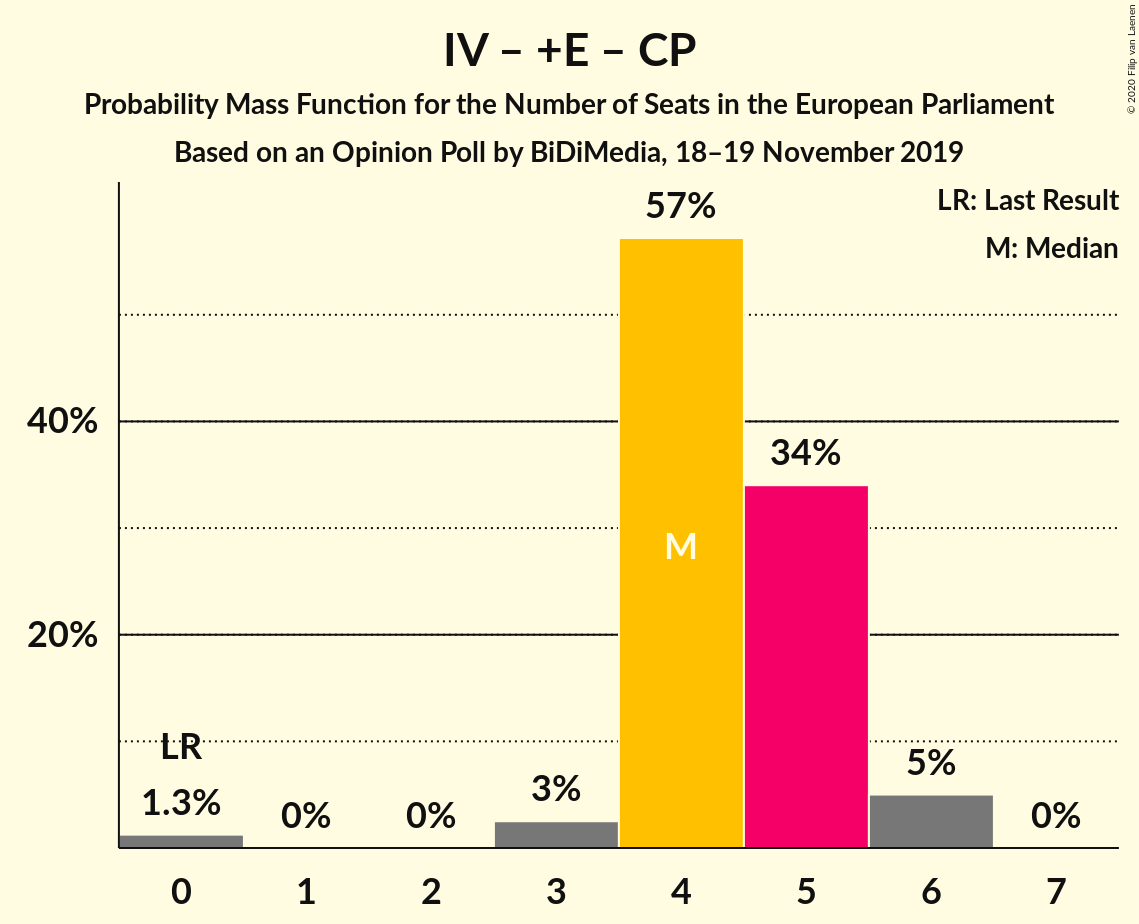 IV – +E – CP
Probability Mass Function for the Number of Seats in the European Parliament
Based on an Opinion Poll by BiDiMedia, 18–19 November 2019
© 2020 Filip van Laenen
LR: Last Result
M: Median
57%
40%
34%
M
20%
LR
1.3%
0%
0%
3%
5%
0%
0 1 2 3 4 5 6 7